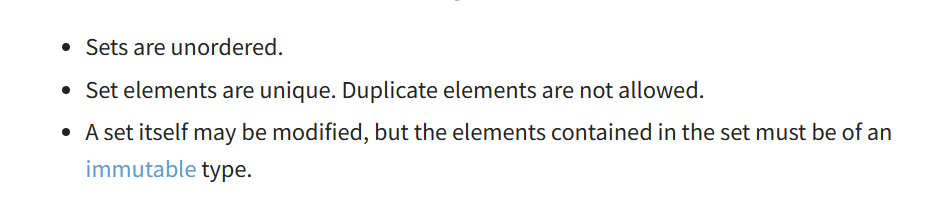 • Sets are unordered.
• Set elements are unique. Duplicate elements are not allowed.
• A set itself may be modified, but the elements contained in the set must be of an
immutable type.